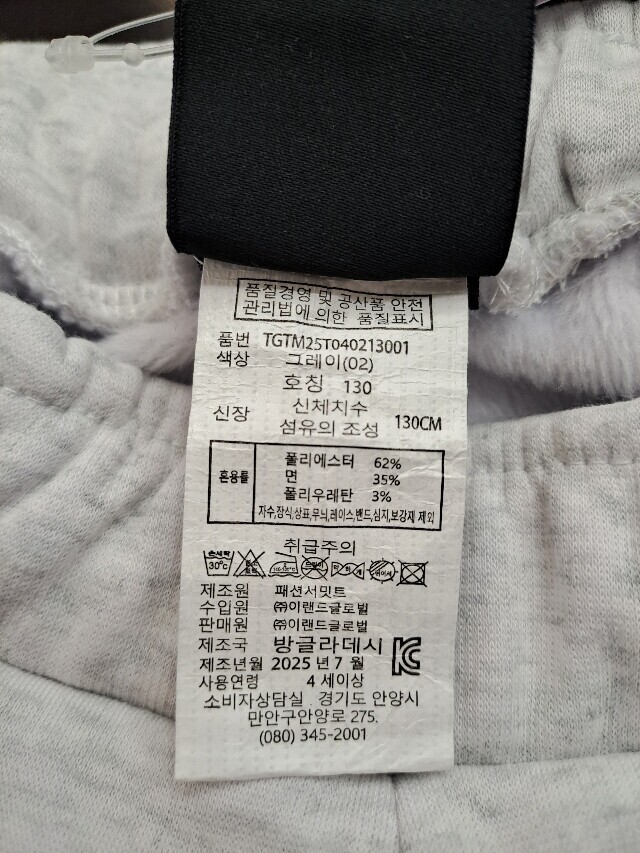 품질경영 및 공산품 안전
관리법에 의한 품질표시
품번 TGTM25T040213001
색상 그레이(02)
호칭 130
신체치수
신장 130CM
섬유의 조성
혼용률
폴리에스터 62%
면 35%
폴리우레탄 3%
자수,장식,상표,무늬,레이스,밴드,심지,보강제 제외
취급주의
손세탁
30℃
제조원 패션서밋트
수입원 ㈜이랜드글로벌
판매원 ㈜이랜드글로벌
제조국 방글라데시
제조년월 2025 년 7 월
사용연령 4 세이상
소비자상담실 . 경기도 안양시
만안구안양로 275.
(080) 345-2001